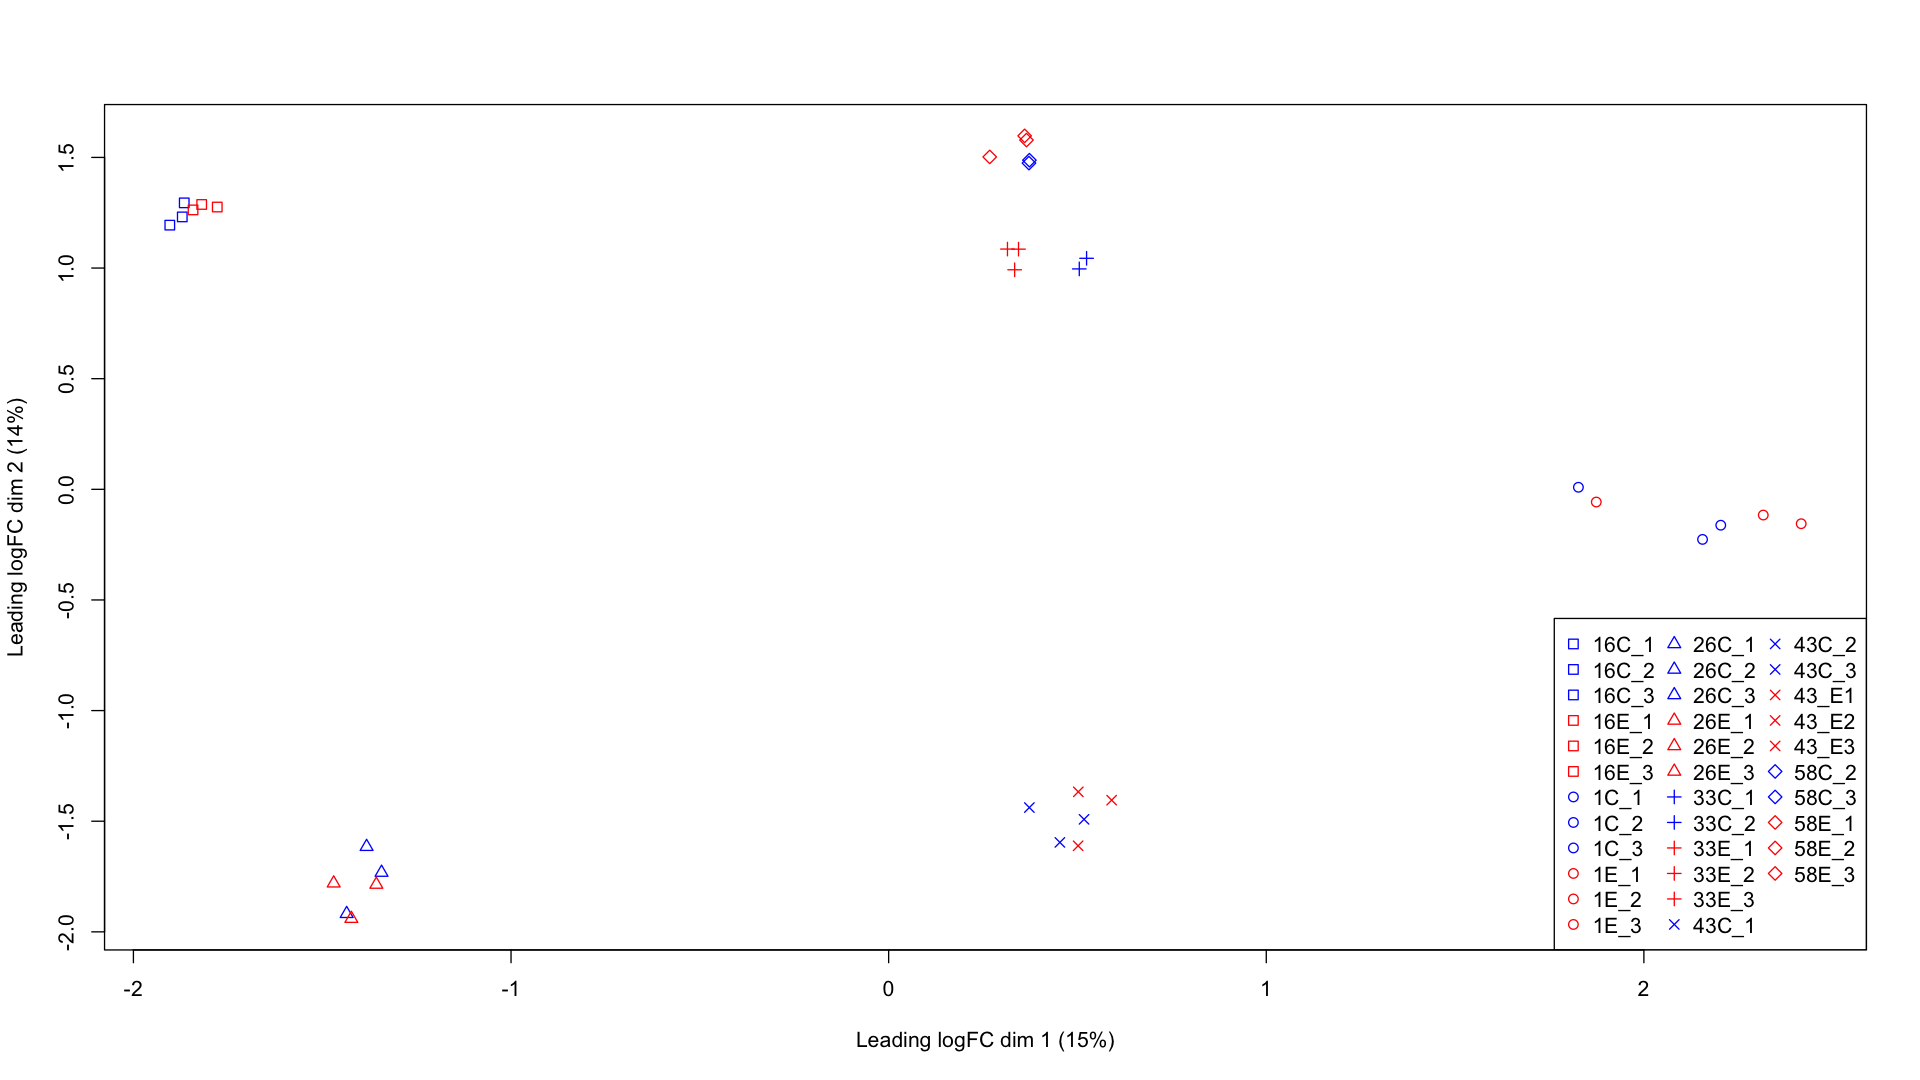 Leading logFC dim 2 (14%)
1.5
1.0
0.5
0.0
-0.5
-1.0
-1.5
-2.0
-2 -1 0 1 2
Leading logFC dim 1 (15%)
16C_1 26C_1 43C_2
16C_2 26C_2 43C_3
16C_3 26C_3 43_E1
16E_1 26E_1 43_E2
16E_2 26E_2 43_E3
16E_3 26E_3 58C_2
1C_1 33C_1 58C_3
1C_2 33C_2 58E_1
1C_3 33E_1 58E_2
1E_1 33E_2 58E_3
1E_2 33E_3
1E_3 43C_1